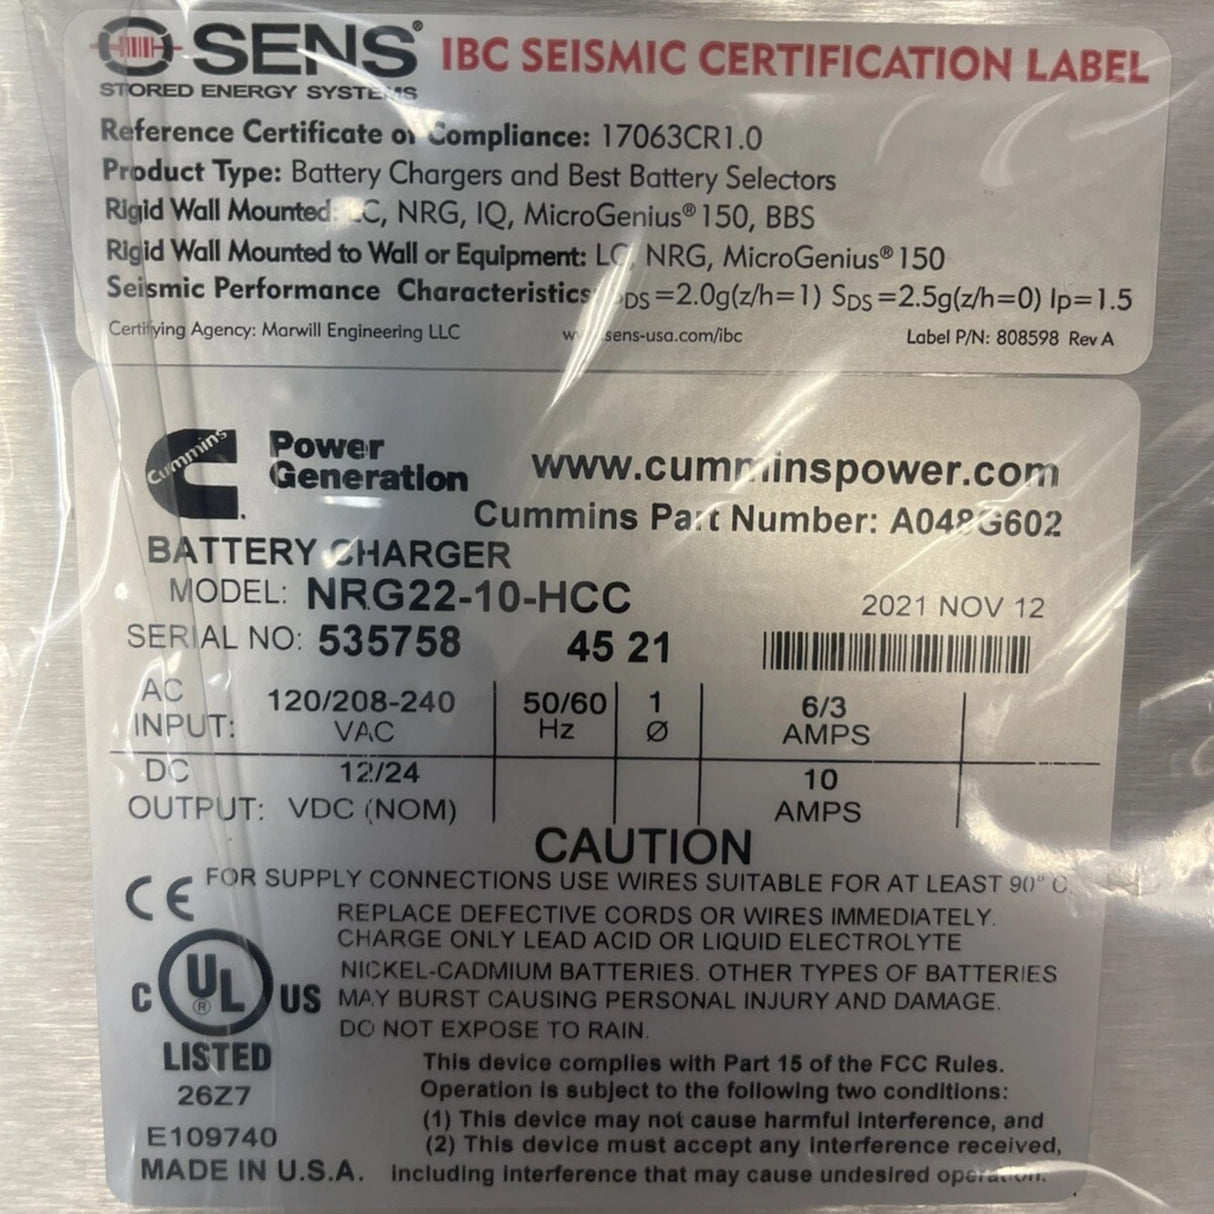 SENS® IBC SEISMIC CERTIFICATION LABEL
STORED ENERGY SYSTEMS
Reference Certificate of Compliance: 17063CR1.0
Product Type: Battery Chargers and Best Battery Selectors
Rigid Wall Mounted: LC, NRG, IQ, MicroGenius® 150, BBS
Rigid Wall Mounted to Wall or Equipment: LC, NRG, MicroGenius® 150
Seismic Performance Characteristics SDS =2.0g(z/h=1) SDS =2.5g(z/h=0) Ip=1.5
Certifying Agency: Marwill Engineering LLC www.sens-usa.com/ibc Label P/N: 808598 Rev A
Cummins
Power
Generation
www.cumminspower.com
Cummins Part Number: A048G602
BATTERY CHARGER
MODEL: NRG22-10-HCC
2021 NOV 12
SERIAL NO: 535758 45 21
AC INPUT: 120/208-240 VAC 50/60 Hz 1 Ø 6/3 AMPS
DC OUTPUT: 12/24 VDC (NOM) 10 AMPS
CAUTION
CE FOR SUPPLY CONNECTIONS USE WIRES SUITABLE FOR AT LEAST 90° C.
REPLACE DEFECTIVE CORDS OR WIRES IMMEDIATELY.
CHARGE ONLY LEAD ACID OR LIQUID ELECTROLYTE
NICKEL-CADMIUM BATTERIES. OTHER TYPES OF BATTERIES
MAY BURST CAUSING PERSONAL INJURY AND DAMAGE.
DO NOT EXPOSE TO RAIN.
C UL® US
LISTED
26Z7
E109740
MADE IN U.S.A.
This device complies with Part 15 of the FCC Rules.
Operation is subject to the following two conditions:
(1) This device may not cause harmful interference, and
(2) This device must accept any interference received,
including interference that may cause undesired operation.